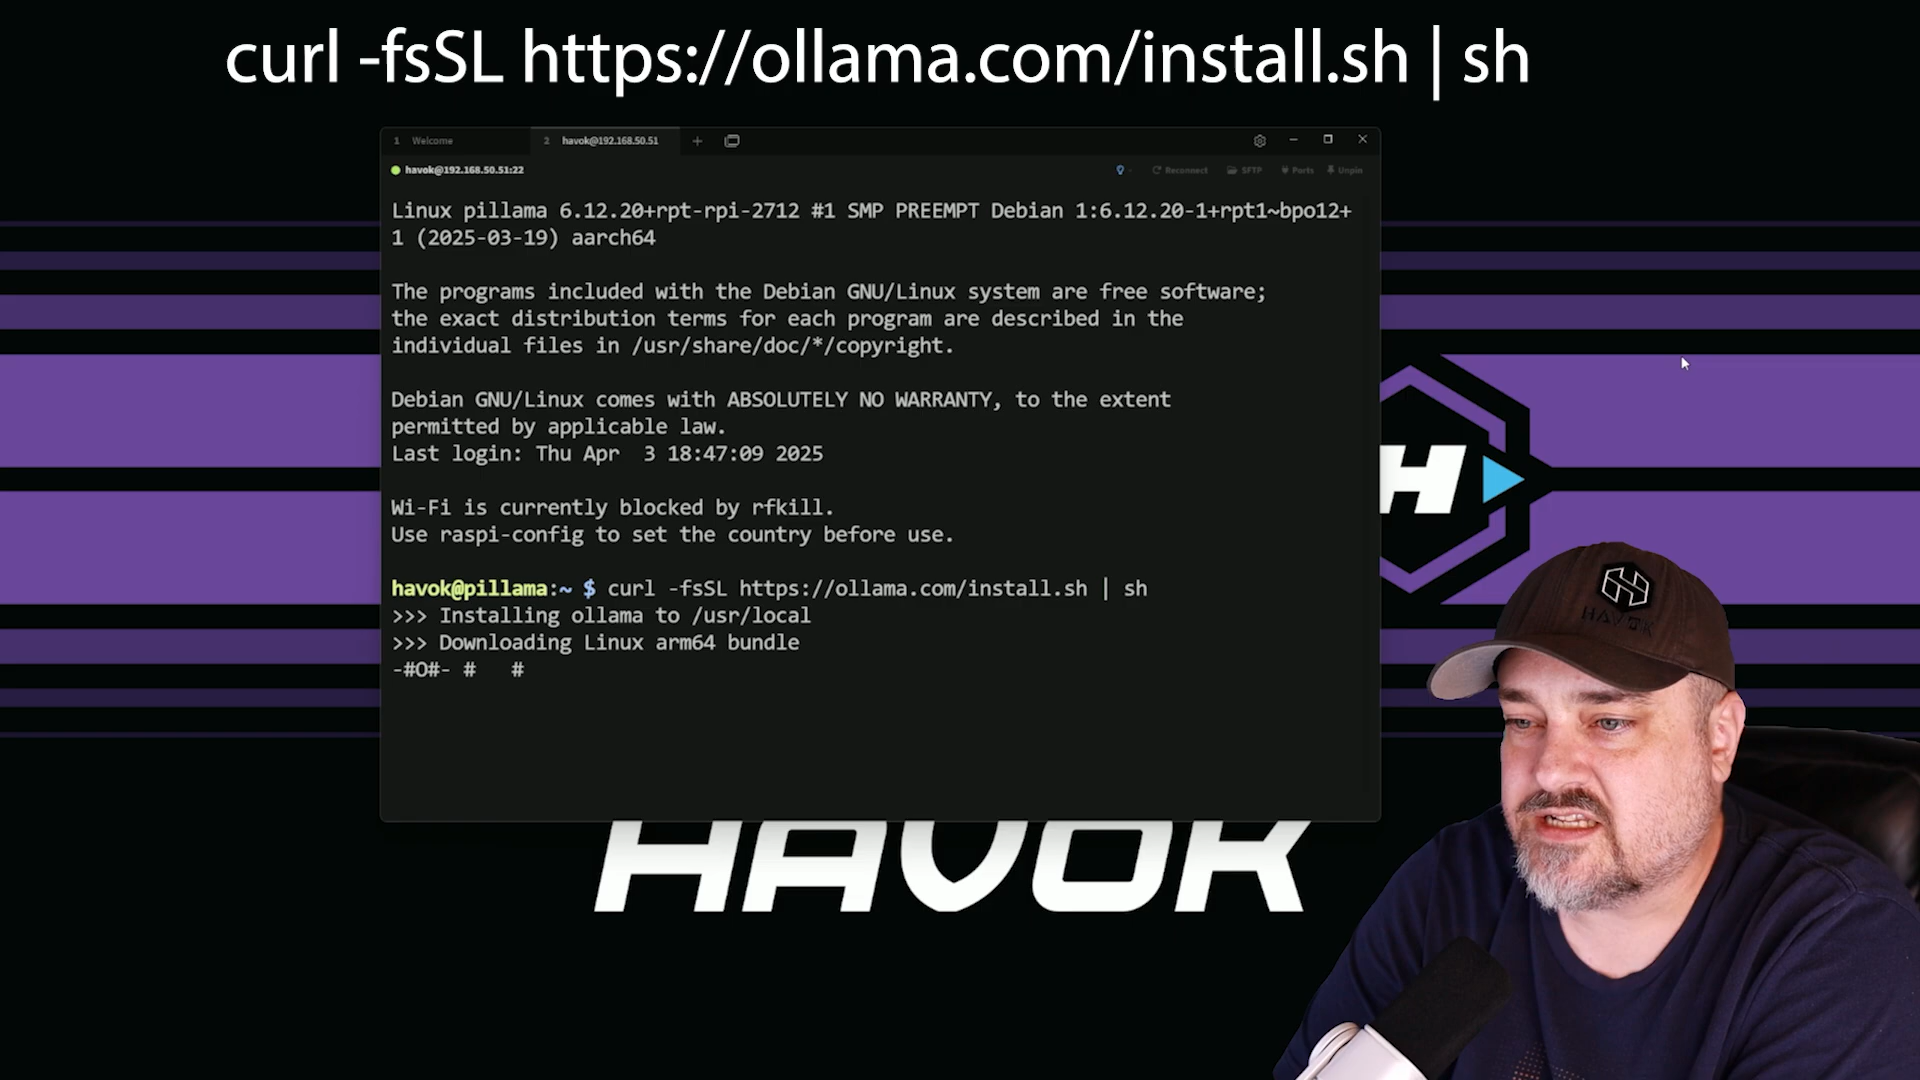 curl -fsSL https://ollama.com/install.sh | sh
1 Welcome 2 havok@192.168.50.51
havok@192.168.50.51:22 Reconnect SFTP Ports Unpin
Linux pillama 6.12.20+rpt-rpi-2712 #1 SMP PREEMPT Debian 1:6.12.20-1+rpt1~bpo12+
1 (2025-03-19) aarch64
The programs included with the Debian GNU/Linux system are free software;
the exact distribution terms for each program are described in the
individual files in /usr/share/doc/*/copyright.
Debian GNU/Linux comes with ABSOLUTELY NO WARRANTY, to the extent
permitted by applicable law.
Last login: Thu Apr  3 18:47:09 2025
Wi-Fi is currently blocked by rfkill.
Use raspi-config to set the country before use.
havok@pillama:~ $ curl -fsSL https://ollama.com/install.sh | sh
>>> Installing ollama to /usr/local
>>> Downloading Linux arm64 bundle
-#O#- #   #
H
HAVOK
HAVOK